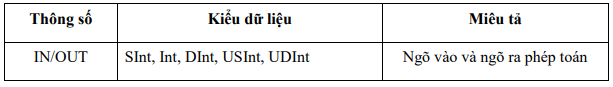 Thông số Kiểu dữ liệu Miêu tả
IN/OUT SInt, Int, DInt, USInt, UDInt Ngõ vào và ngõ ra phép toán